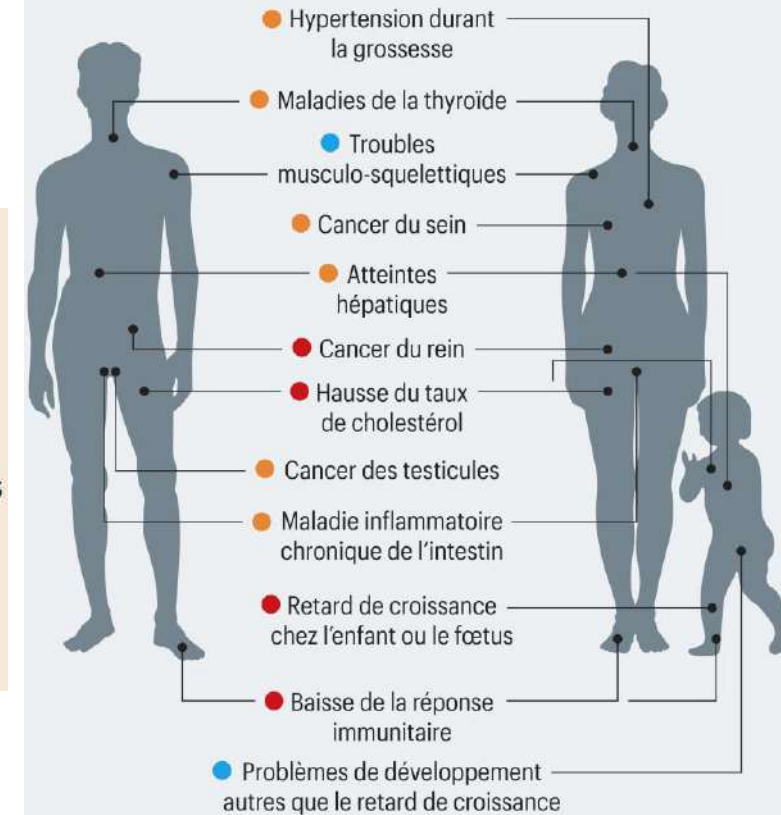 Hypertension durant
la grossesse
Maladies de la thyroïde
Troubles
musculo-squelettiques
Cancer du sein
Atteintes
hépatiques
Cancer du rein
Hausse du taux
de cholestérol
Cancer des testicules
Maladie inflammatoire
chronique de l'intestin
Retard de croissance
chez l'enfant ou le fœtus
Baisse de la réponse
immunitaire
Problèmes de développement
autres que le retard de croissance